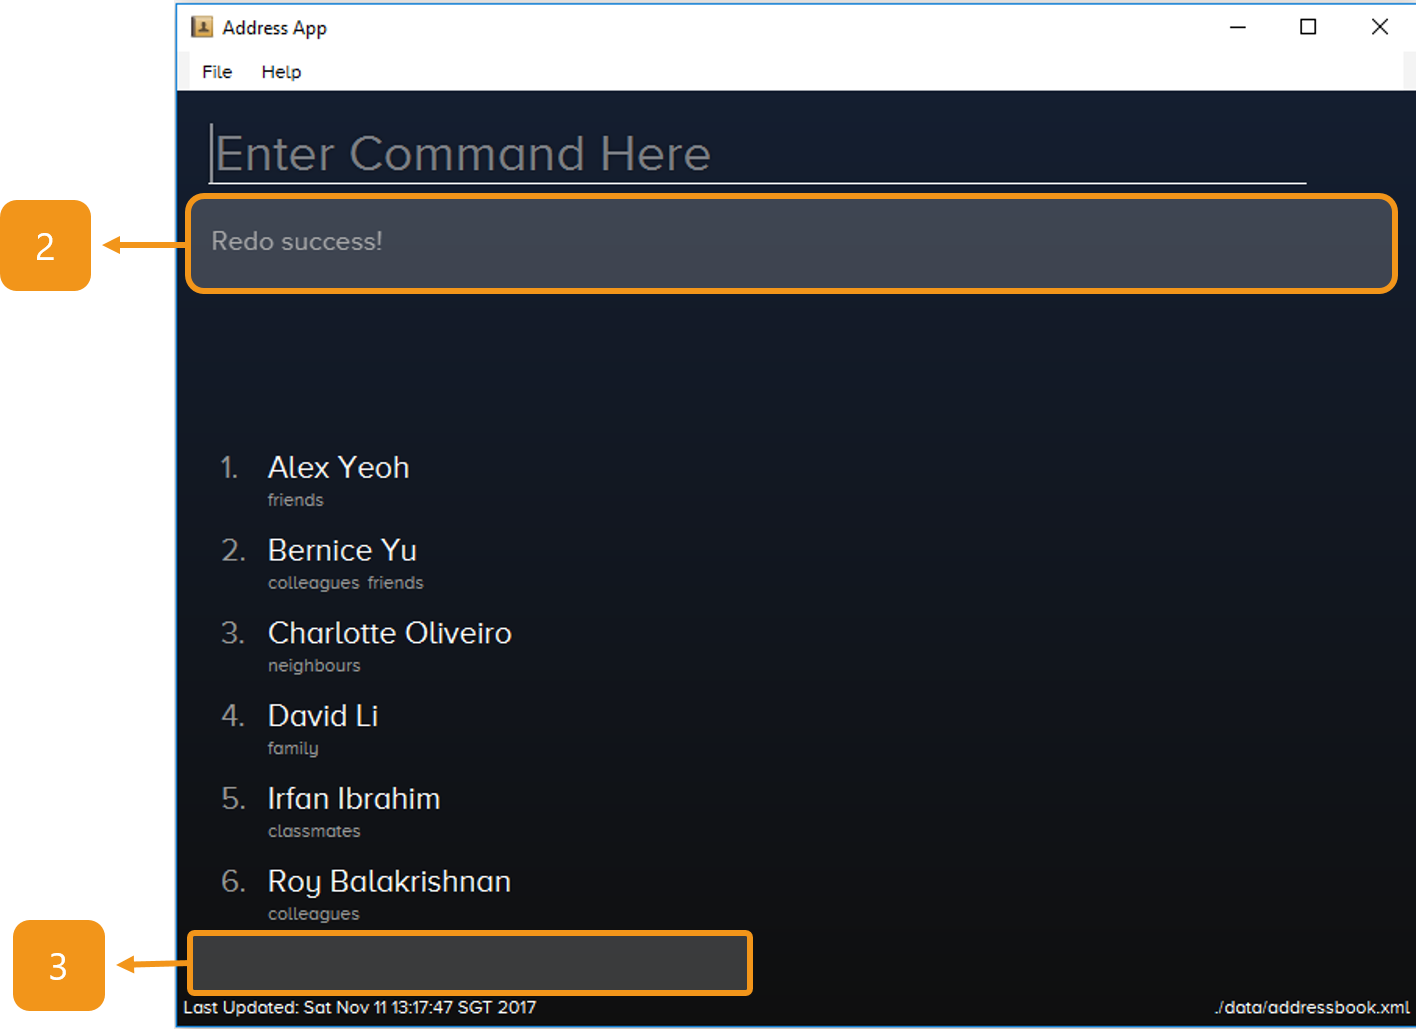 Address App
File Help
Enter Command Here
2
Redo success!
1. Alex Yeoh
friends
2. Bernice Yu
colleagues friends
3. Charlotte Oliveiro
neighbours
4. David Li
family
5. Irfan Ibrahim
classmates
6. Roy Balakrishnan
colleagues
3
Last Updated: Sat Nov 11 13:17:47 SGT 2017 ./data/addressbook.xml